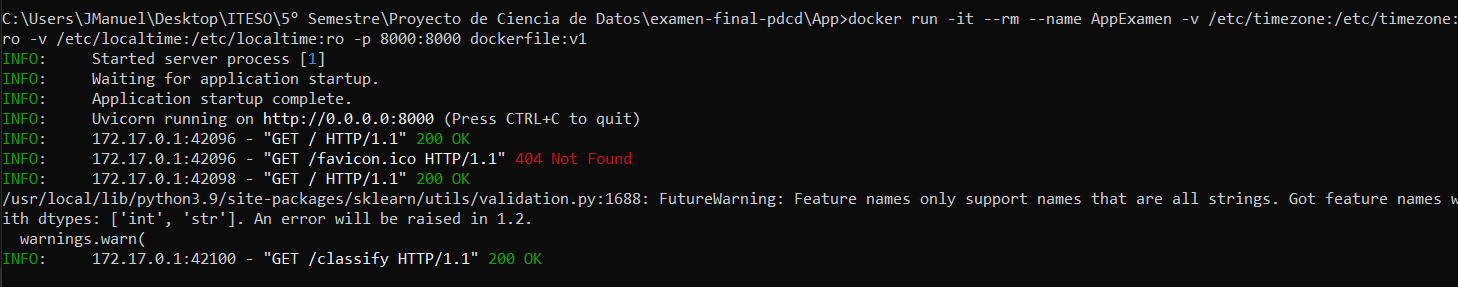 C:\Users\JManuel\Desktop\ITESO\5° Semestre\Proyecto de Ciencia de Datos\examen-final-pdcd\App>docker run -it --rm --name AppExamen -v /etc/timezone:/etc/timezone:
ro -v /etc/localtime:/etc/localtime:ro -p 8000:8000 dockerfile:v1
INFO:     Started server process [1]
INFO:     Waiting for application startup.
INFO:     Application startup complete.
INFO:     Uvicorn running on http://0.0.0.0:8000 (Press CTRL+C to quit)
INFO:     172.17.0.1:42096 - "GET / HTTP/1.1" 200 OK
INFO:     172.17.0.1:42096 - "GET /favicon.ico HTTP/1.1" 404 Not Found
INFO:     172.17.0.1:42098 - "GET / HTTP/1.1" 200 OK
/usr/local/lib/python3.9/site-packages/sklearn/utils/validation.py:1688: FutureWarning: Feature names only support names that are all strings. Got feature names w
ith dtypes: ['int', 'str']. An error will be raised in 1.2.
  warnings.warn(
INFO:     172.17.0.1:42100 - "GET /classify HTTP/1.1" 200 OK